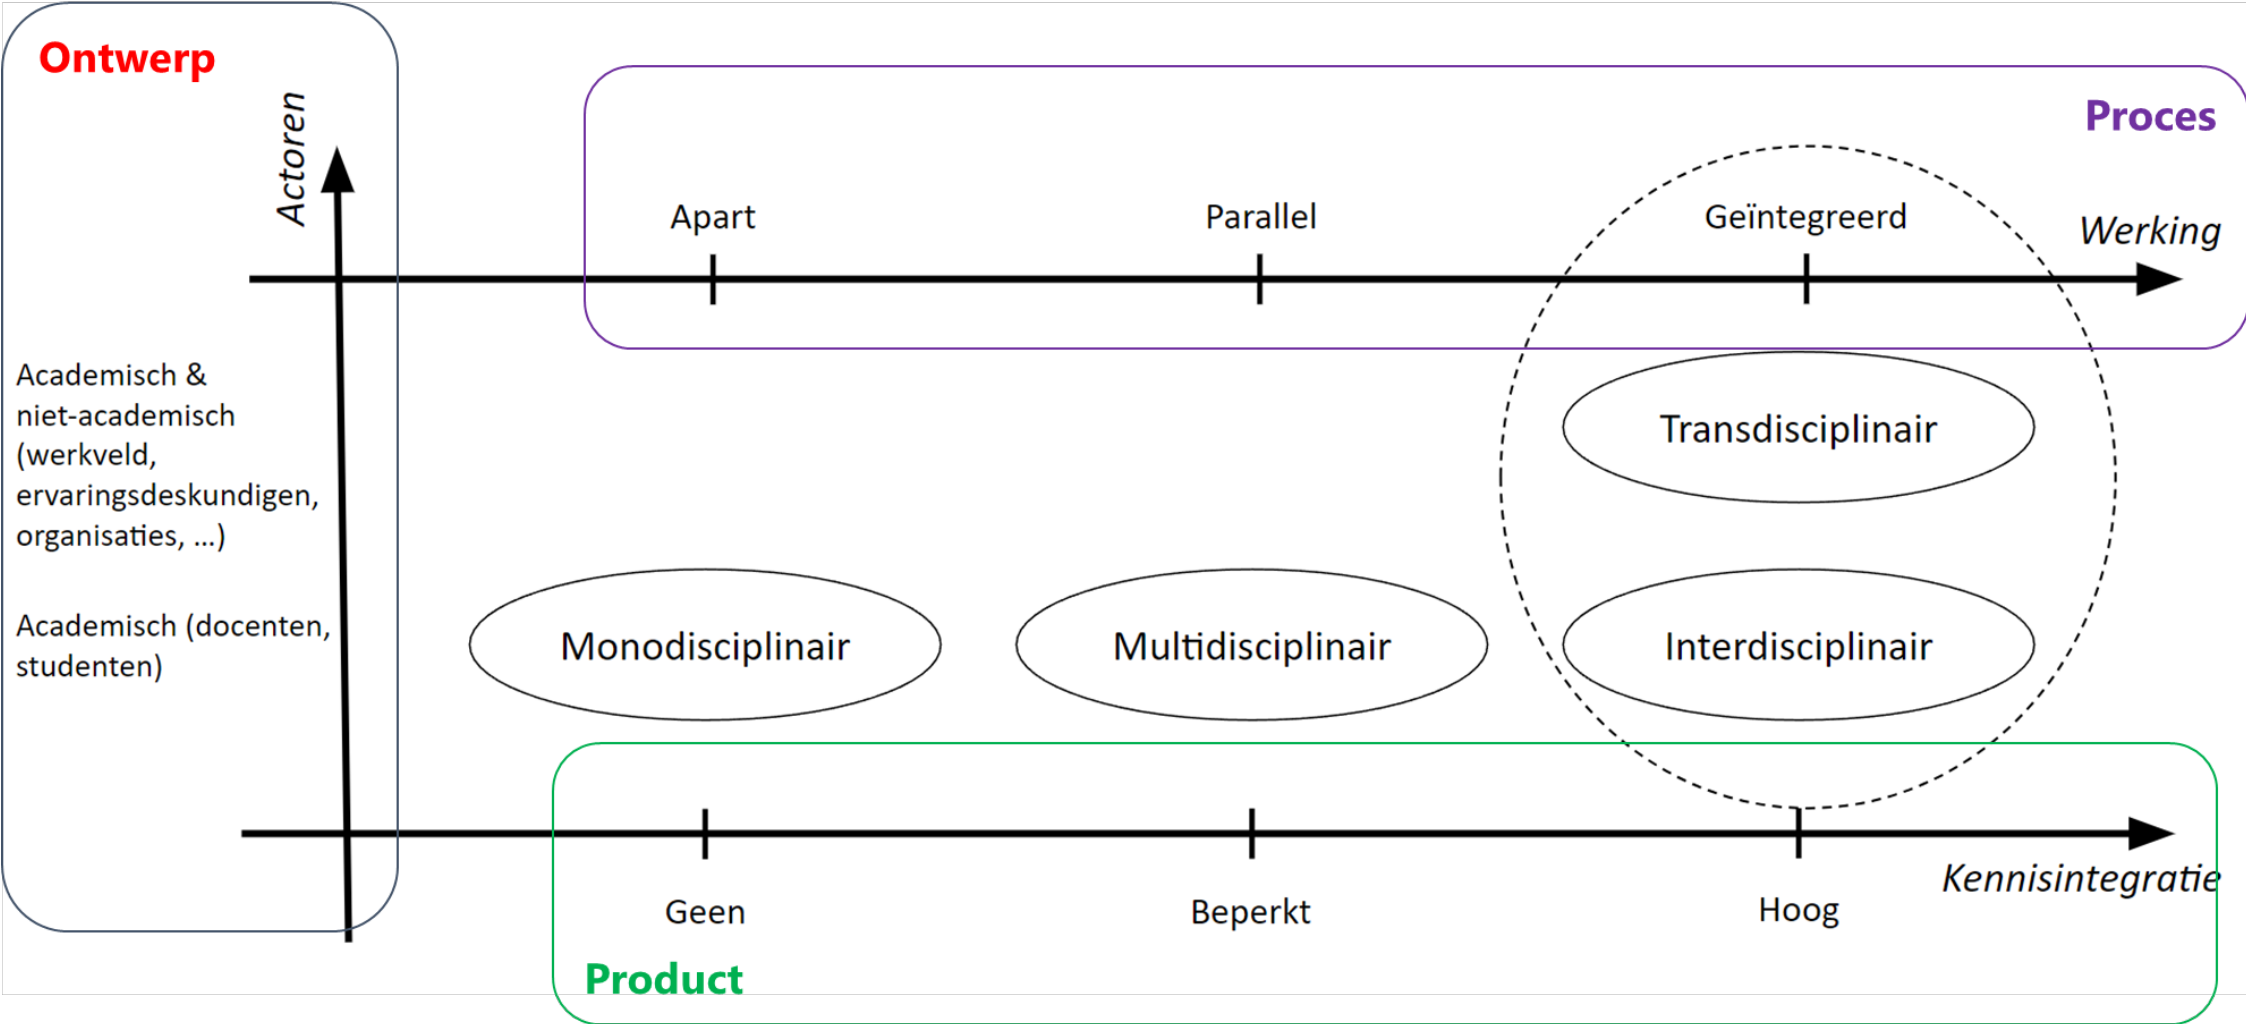 Ontwerp
Actoren
Proces
Apart
Parallel
Geïntegreerd
Werking
Academisch &
niet-academisch
(werkveld,
ervaringsdeskundigen,
organisaties, ...)
Transdisciplinair
Academisch (docenten,
studenten)
Monodisciplinair
Multidisciplinair
Interdisciplinair
Kennisintegratie
Geen
Beperkt
Hoog
Product